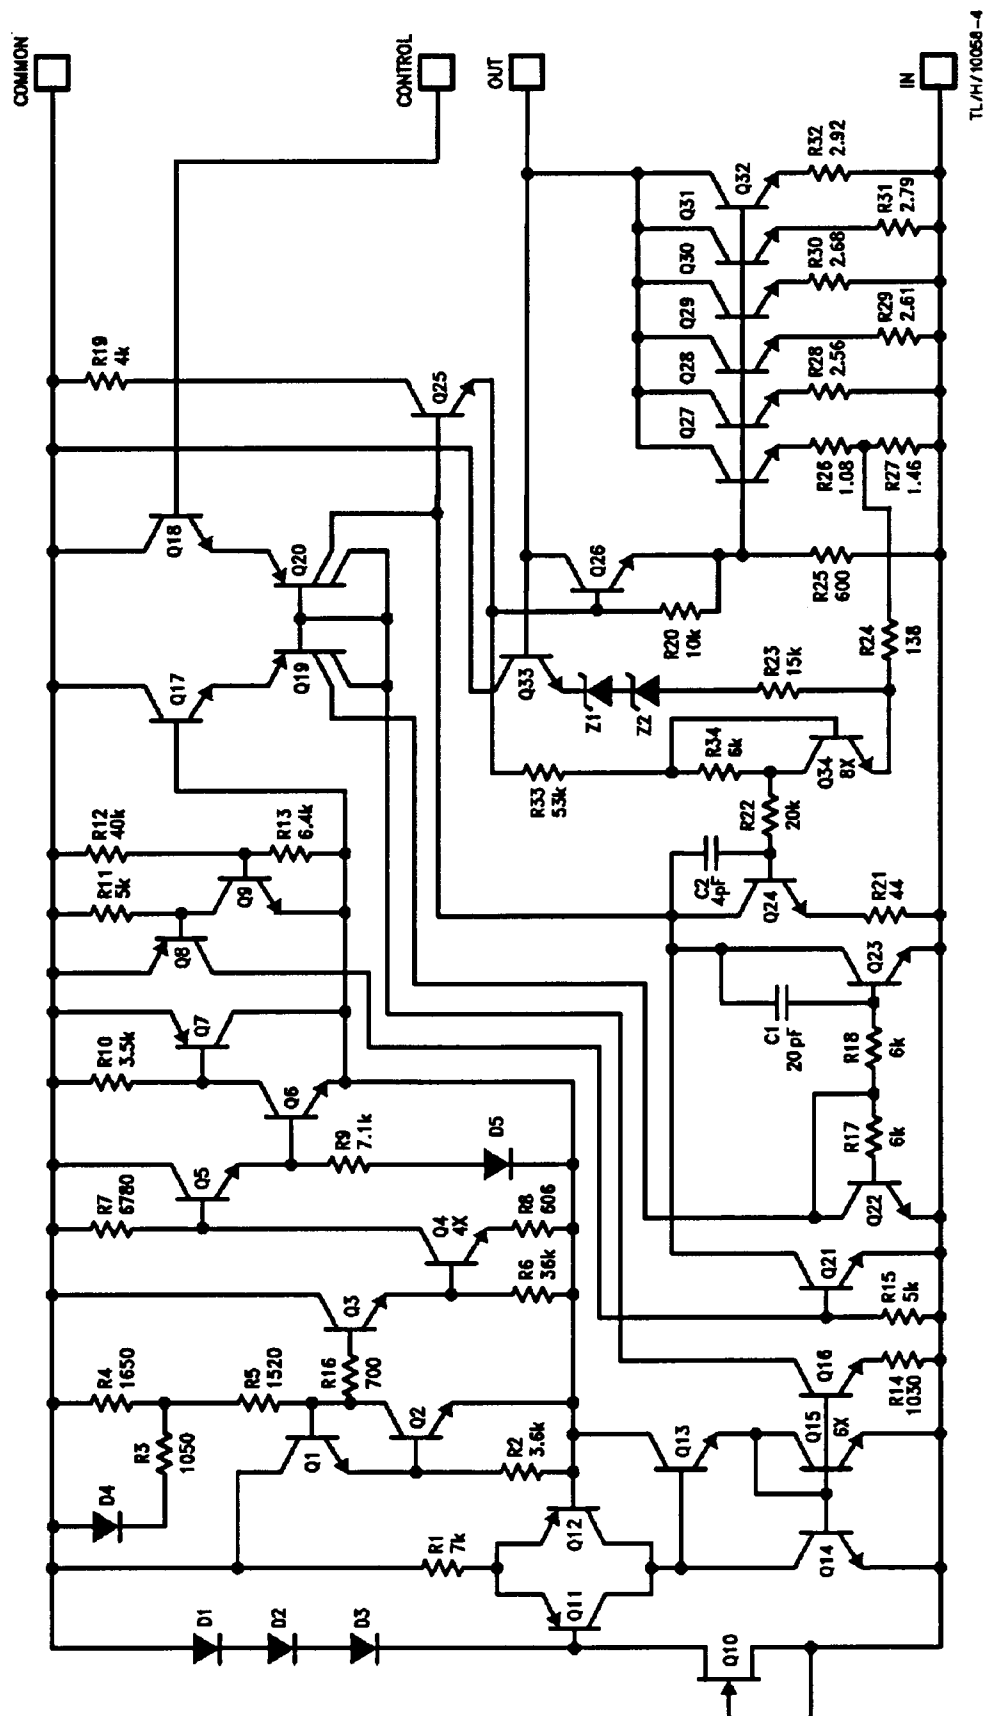 COMMON
D4
R4
1650
R7
6780
R10
3.5k
R11
5k
R12
40k
R19
4k
R3
1050
D1
Q5
Q7
Q8
Q17
Q18
R5
1520
D2
Q6
Q9
R13
6.4k
Q19
Q20
Q1
R16
700
Q3
R9
7.1k
D3
Q2
Q4
4X
Q25
CONTROL
R1
7k
R2
3.6k
R6
36k
R8
606
D5
OUT
Q11
Q12
R33
53k
Q33
Q26
Z1
Z2
Q13
C2
4pF
R34
6k
R20
10k
Q27
Q28
Q29
Q30
Q31
Q32
Q10
C1
20 pF
Q24
R22
20k
R23
15k
Q14
Q15
6X
Q16
Q21
R17
6k
R18
6k
Q34
8X
R25
600
R26
1.08
R28
2.56
R30
2.68
R32
2.92
Q22
Q23
R24
138
R14
1030
R15
5k
R21
44
R27
1.46
R29
2.61
R31
2.79
IN
TL/H/10058-4